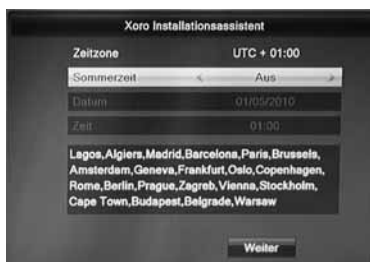 Xoro Installationsassistent
Zeitzone UTC + 01:00
Sommerzeit < Aus >
Datum 01/05/2010
Zeit 01:00
Lagos,Algiers,Madrid,Barcelona,Paris,Brussels,
Amsterdam,Geneva,Frankfurt,Oslo,Copenhagen,
Rome,Berlin,Prague,Zagreb,Vienna,Stockholm,
Cape Town,Budapest,Belgrade,Warsaw
Weiter